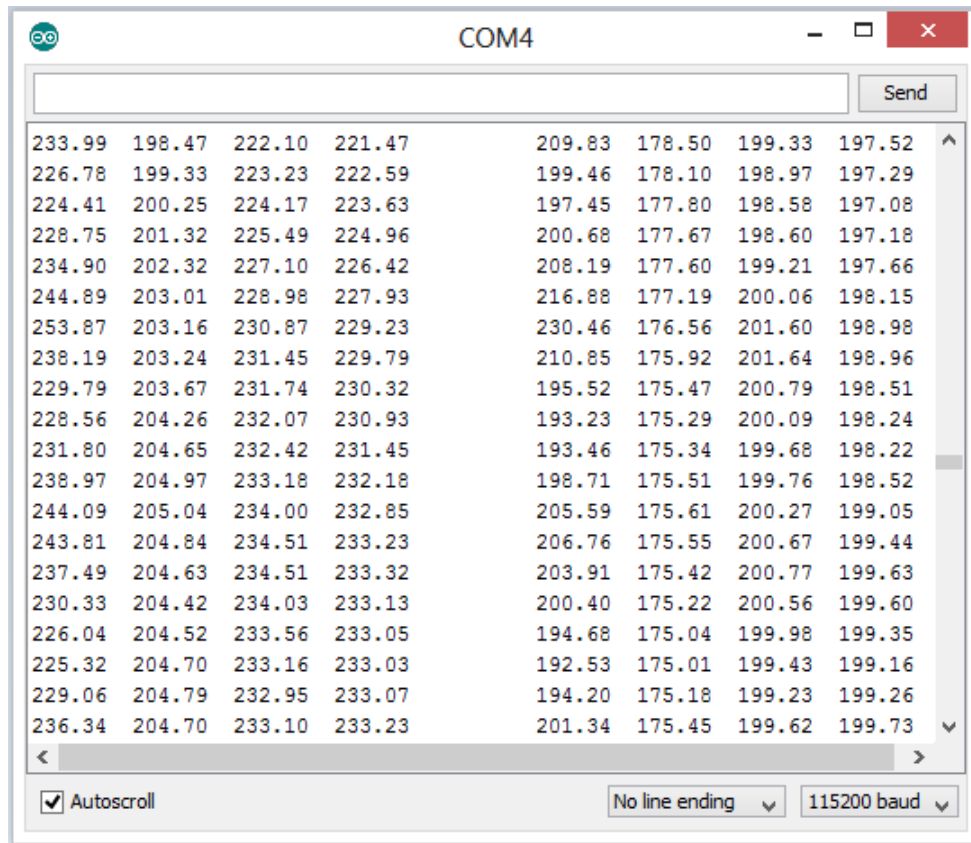 COM4
Send
233.99 198.47 222.10 221.47 209.83 178.50 199.33 197.52
226.78 199.33 223.23 222.59 199.46 178.10 198.97 197.29
224.41 200.25 224.17 223.63 197.45 177.80 198.58 197.08
228.75 201.32 225.49 224.96 200.68 177.67 198.60 197.18
234.90 202.32 227.10 226.42 208.19 177.60 199.21 197.66
244.89 203.01 228.98 227.93 216.88 177.19 200.06 198.15
253.87 203.16 230.87 229.23 230.46 176.56 201.60 198.98
238.19 203.24 231.45 229.79 210.85 175.92 201.64 198.96
229.79 203.67 231.74 230.32 195.52 175.47 200.79 198.51
228.56 204.26 232.07 230.93 193.23 175.29 200.09 198.24
231.80 204.65 232.42 231.45 193.46 175.34 199.68 198.22
238.97 204.97 233.18 232.18 198.71 175.51 199.76 198.52
244.09 205.04 234.00 232.85 205.59 175.61 200.27 199.05
243.81 204.84 234.51 233.23 206.76 175.55 200.67 199.44
237.49 204.63 234.51 233.32 203.91 175.42 200.77 199.63
230.33 204.42 234.03 233.13 200.40 175.22 200.56 199.60
226.04 204.52 233.56 233.05 194.68 175.04 199.98 199.35
225.32 204.70 233.16 233.03 192.53 175.01 199.43 199.16
229.06 204.79 232.95 233.07 194.20 175.18 199.23 199.26
236.34 204.70 233.10 233.23 201.34 175.45 199.62 199.73
Autoscroll No line ending 115200 baud